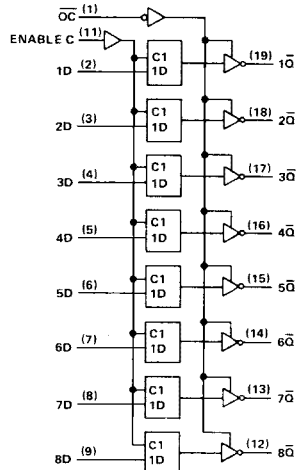 O̅C̅ (1)
ENABLE C (11)
C1
1D (2) 1D (19) 1Q̅
C1
2D (3) 1D (18) 2Q̅
C1
3D (4) 1D (17) 3Q̅
C1
4D (5) 1D (16) 4Q̅
C1
5D (6) 1D (15) 5Q̅
C1
6D (7) 1D (14) 6Q̅
C1
7D (8) 1D (13) 7Q̅
C1
8D (9) 1D (12) 8Q̅